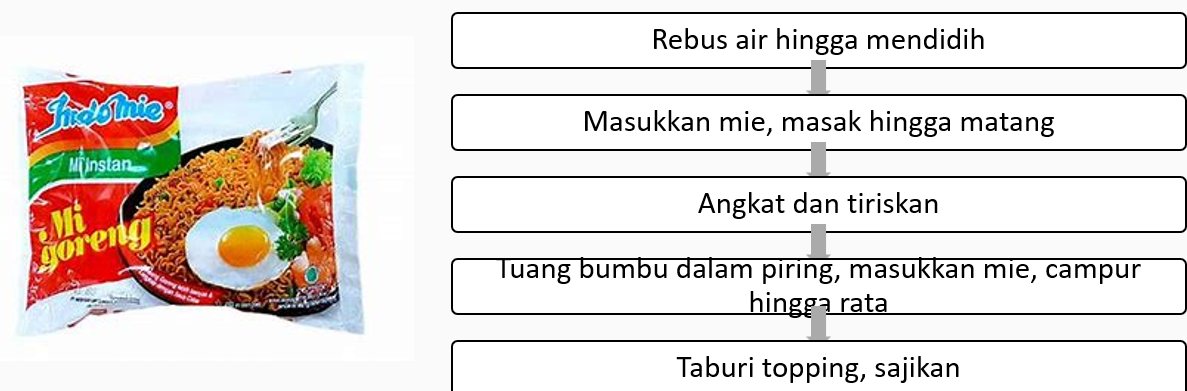 Indomie
Mi Instan
Mi
goreng
Rebus air hingga mendidih
Masukkan mie, masak hingga matang
Angkat dan tiriskan
Tuang bumbu dalam piring, masukkan mie, campur
hingga rata
Taburi topping, sajikan